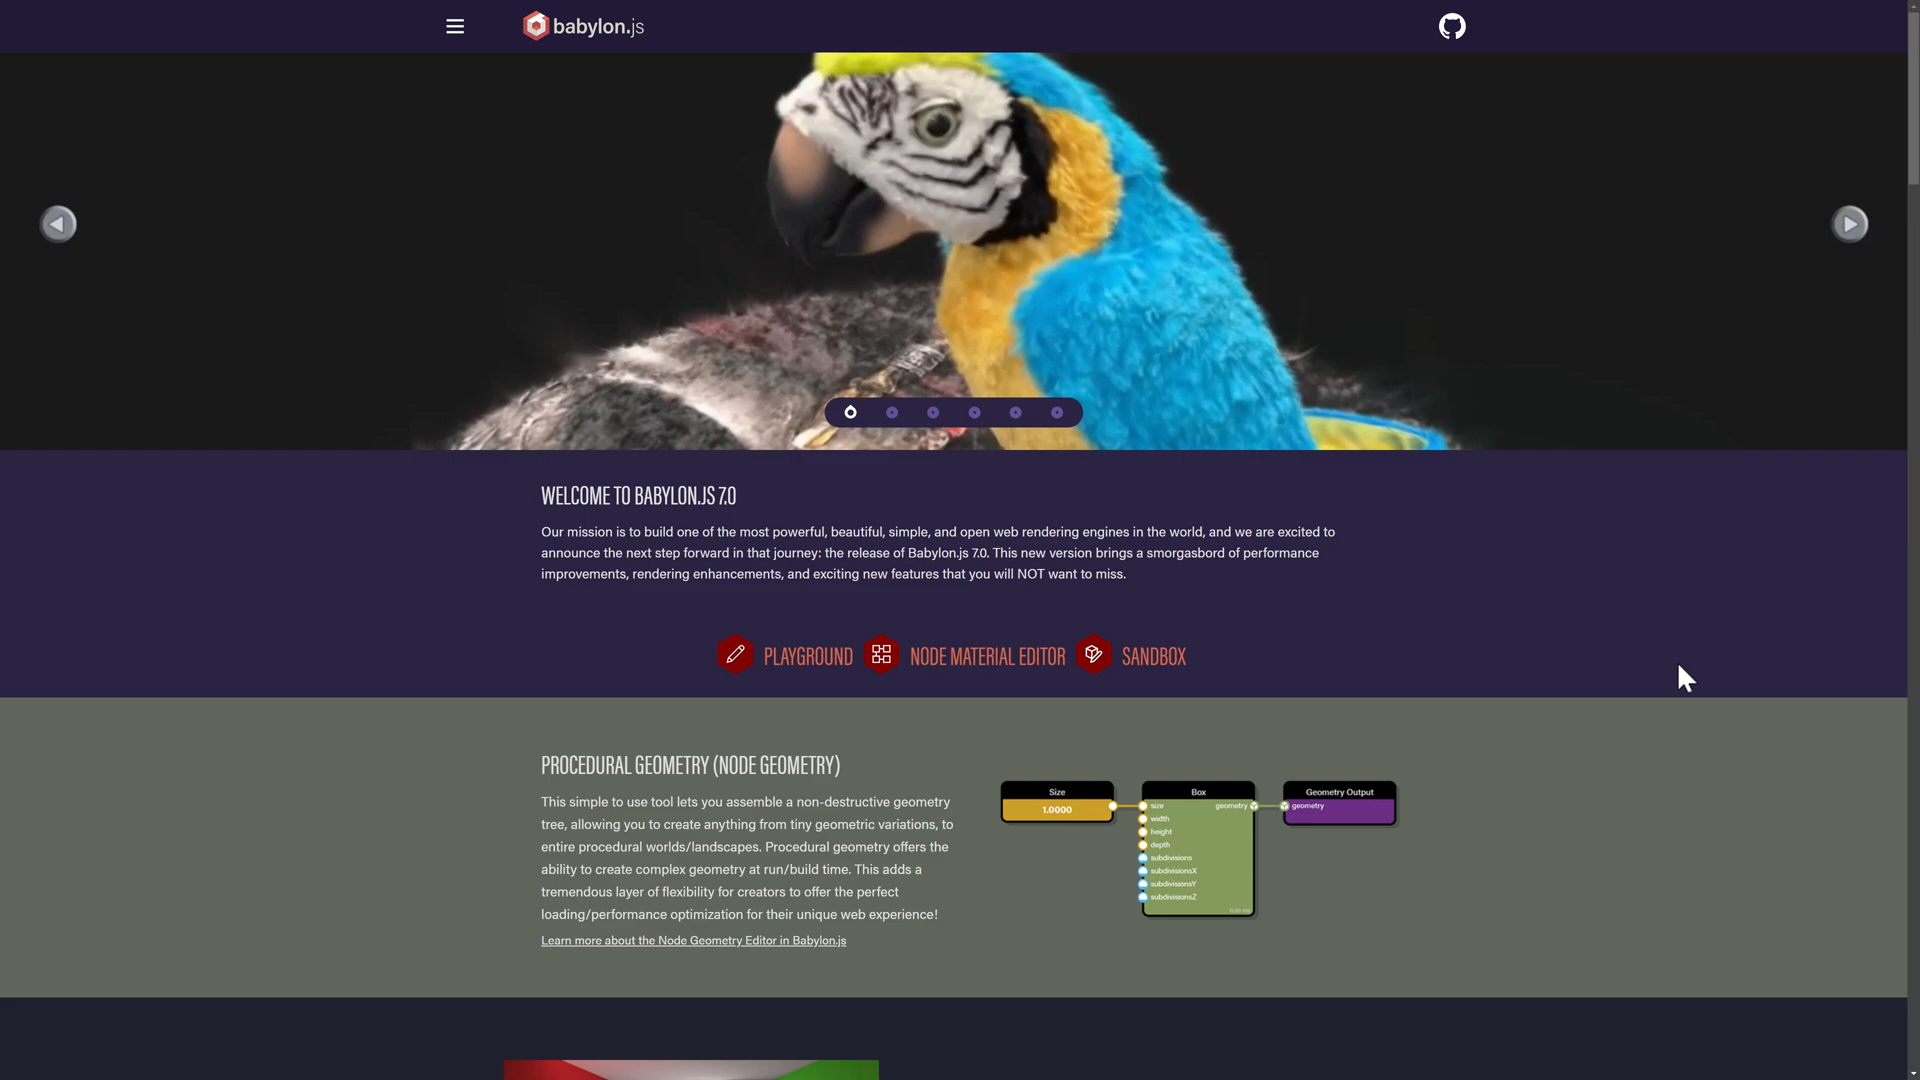 babylon.js
WELCOME TO BABYLON.JS 7.0
Our mission is to build one of the most powerful, beautiful, simple, and open web rendering engines in the world, and we are excited to
announce the next step forward in that journey: the release of Babylon.js 7.0. This new version brings a smorgasbord of performance
improvements, rendering enhancements, and exciting new features that you will NOT want to miss.
PLAYGROUND NODE MATERIAL EDITOR SANDBOX
PROCEDURAL GEOMETRY (NODE GEOMETRY)
This simple to use tool lets you assemble a non-destructive geometry
tree, allowing you to create anything from tiny geometric variations, to
entire procedural worlds/landscapes. Procedural geometry offers the
ability to create complex geometry at run/build time. This adds a
tremendous layer of flexibility for creators to offer the perfect
loading/performance optimization for their unique web experience!
Learn more about the Node Geometry Editor in Babylon.js
Size
1.0000
Box
size geometry
width
height
depth
subdivisions
subdivisionsX
subdivisionsY
subdivisionsZ
Geometry Output
geometry